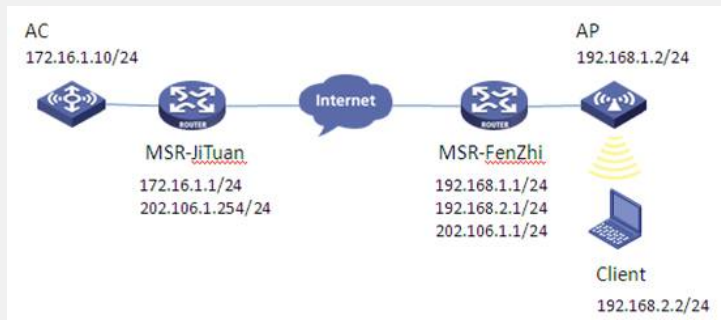 AC
172.16.1.10/24
ROUTER
MSR-JiTuan
172.16.1.1/24
202.106.1.254/24
Internet
ROUTER
MSR-FenZhi
192.168.1.1/24
192.168.2.1/24
202.106.1.1/24
AP
192.168.1.2/24
Client
192.168.2.2/24